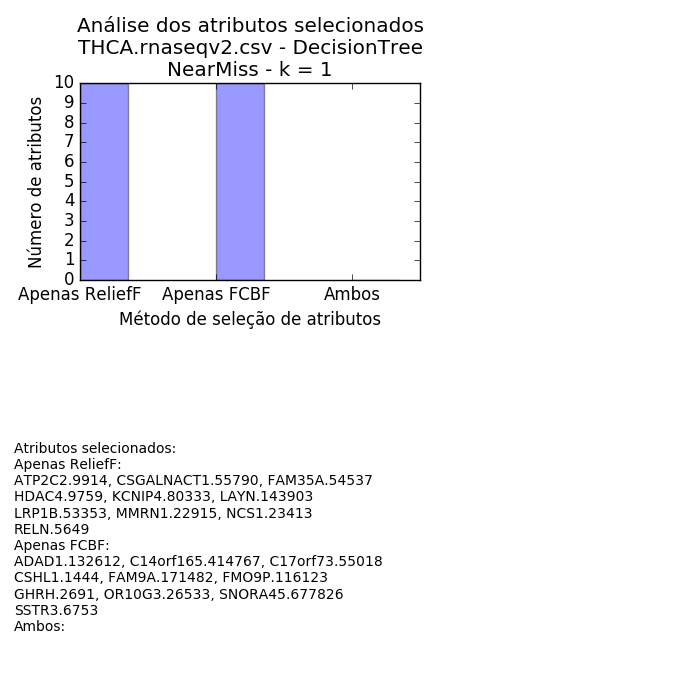 Análise dos atributos selecionados
THCA.rnaseqv2.csv - DecisionTree
NearMiss - k = 1
10
9
8
7
6
5
4
3
2
1
0
Número de atributos
Apenas ReliefF
Apenas FCBF
Ambos
Método de seleção de atributos
Atributos selecionados:
Apenas ReliefF:
ATP2C2.9914, CSGALNACT1.55790, FAM35A.54537
HDAC4.9759, KCNIP4.80333, LAYN.143903
LRP1B.53353, MMRN1.22915, NCS1.23413
RELN.5649
Apenas FCBF:
ADAD1.132612, C14orf165.414767, C17orf73.55018
CSHL1.1444, FAM9A.171482, FMO9P.116123
GHRH.2691, OR10G3.26533, SNORA45.677826
SSTR3.6753
Ambos: